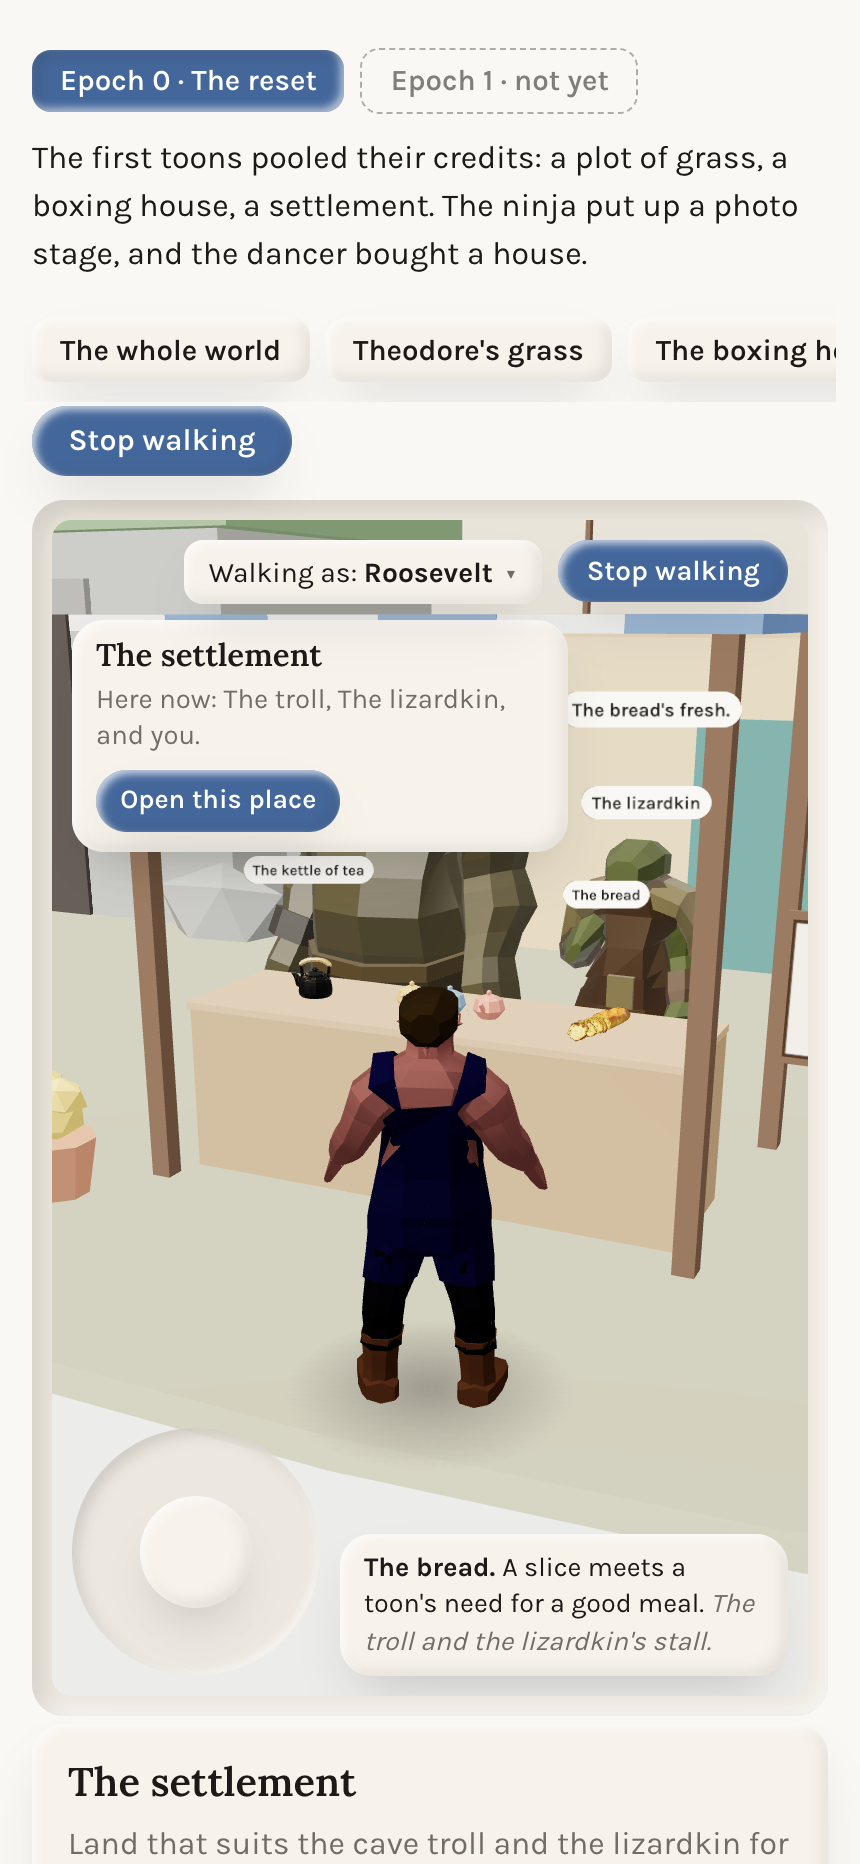 Epoch 0 · The reset
Epoch 1 · not yet
The first toons pooled their credits: a plot of grass, a
boxing house, a settlement. The ninja put up a photo
stage, and the dancer bought a house.
The whole world
Theodore's grass
The boxing
Stop walking
Walking as: Roosevelt ▾
Stop walking
The settlement
Here now: The troll, The lizardkin,
and you.
Open this place
The bread's fresh.
The lizardkin
The kettle of tea
The bread
The bread. A slice meets a
toon's need for a good meal. The
troll and the lizardkin's stall.
The settlement
Land that suits the cave troll and the lizardkin for